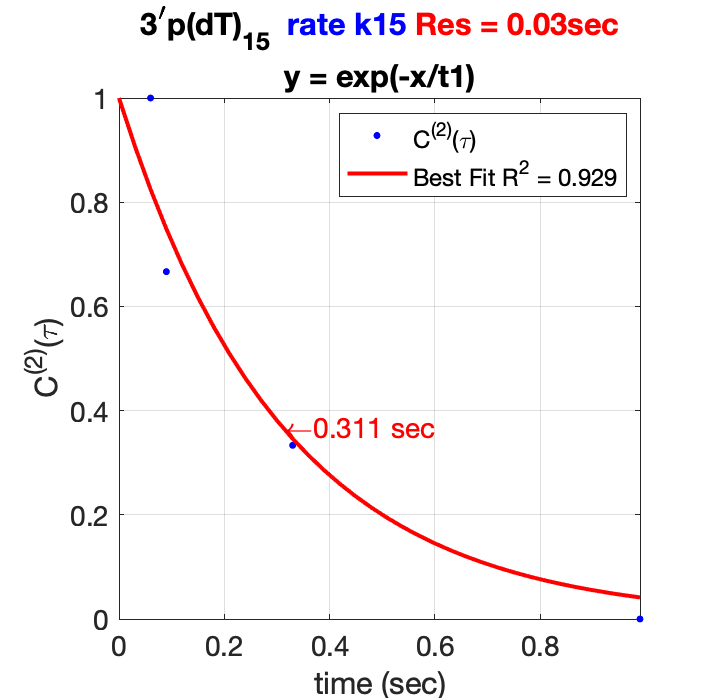 3′p(dT)₁₅ rate k15 Res = 0.03sec
y = exp(-x/t1)
C⁽²⁾(τ)
Best Fit R² = 0.929
1
0.8
0.6
0.4
0.2
0
C⁽²⁾(τ)
0.311 sec
0 0.2 0.4 0.6 0.8
time (sec)